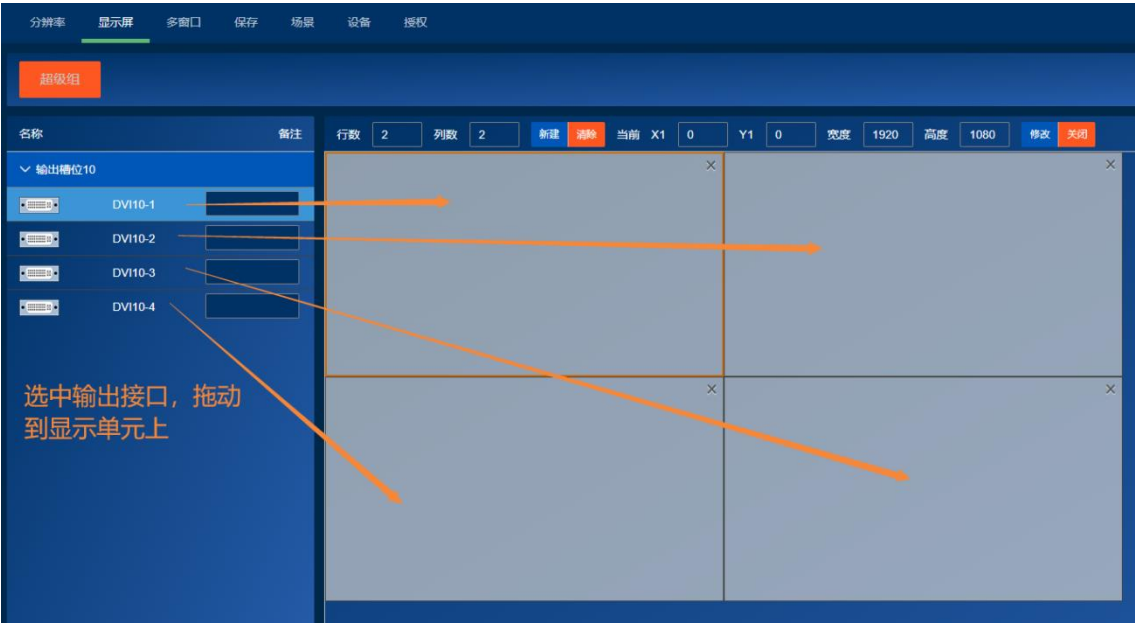 分辨率 显示屏 多窗口 保存 场景 设备 授权
超级组
名称 备注 行数 2 列数 2 新建 清除 当前 X1 0 Y1 0 宽度 1920 高度 1080 修改 关闭
输出槽位10
DVI10-1
DVI10-2
DVI10-3
DVI10-4
选中输出接口，拖动
到显示单元上